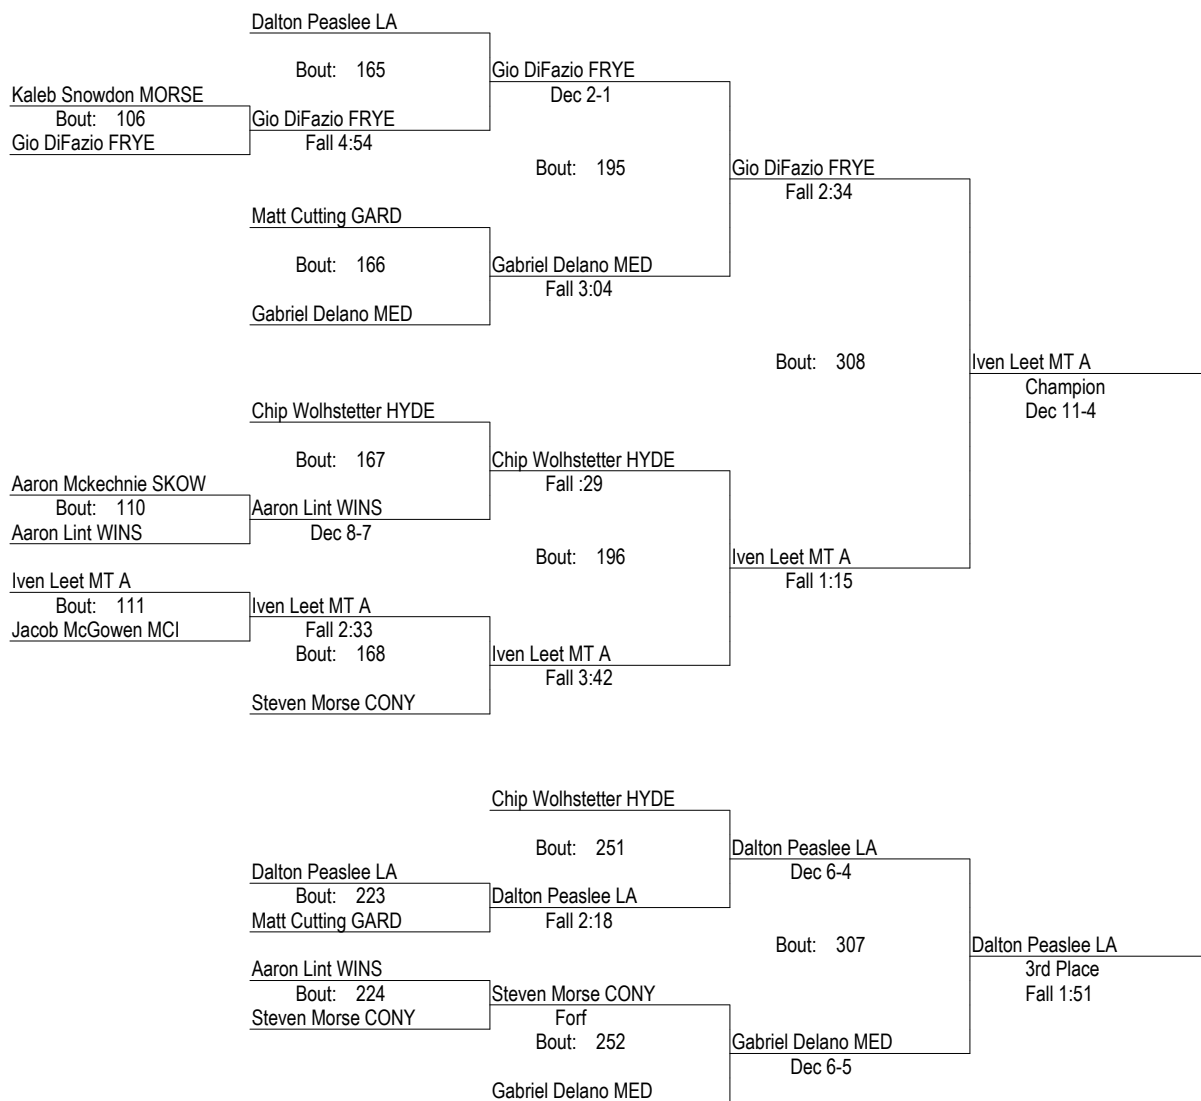 Dalton Peaslee LA
Bout: 165
Gio DiFazio FRYE
Dec 2-1
Kaleb Snowdon MORSE
Bout: 106
Gio DiFazio FRYE
Gio DiFazio FRYE
Fall 4:54
Bout: 195
Gio DiFazio FRYE
Fall 2:34
Matt Cutting GARD
Bout: 166
Gabriel Delano MED
Fall 3:04
Gabriel Delano MED
Bout: 308
Iven Leet MT A
Champion
Dec 11-4
Chip Wolhstetter HYDE
Bout: 167
Chip Wolhstetter HYDE
Fall :29
Aaron Mckechnie SKOW
Bout: 110
Aaron Lint WINS
Aaron Lint WINS
Dec 8-7
Bout: 196
Iven Leet MT A
Fall 1:15
Iven Leet MT A
Bout: 111
Jacob McGowen MCI
Iven Leet MT A
Fall 2:33
Bout: 168
Iven Leet MT A
Fall 3:42
Steven Morse CONY
Chip Wolhstetter HYDE
Bout: 251
Dalton Peaslee LA
Dec 6-4
Dalton Peaslee LA
Bout: 223
Matt Cutting GARD
Dalton Peaslee LA
Fall 2:18
Bout: 307
Dalton Peaslee LA
3rd Place
Fall 1:51
Aaron Lint WINS
Bout: 224
Steven Morse CONY
Steven Morse CONY
Forf
Bout: 252
Gabriel Delano MED
Dec 6-5
Gabriel Delano MED